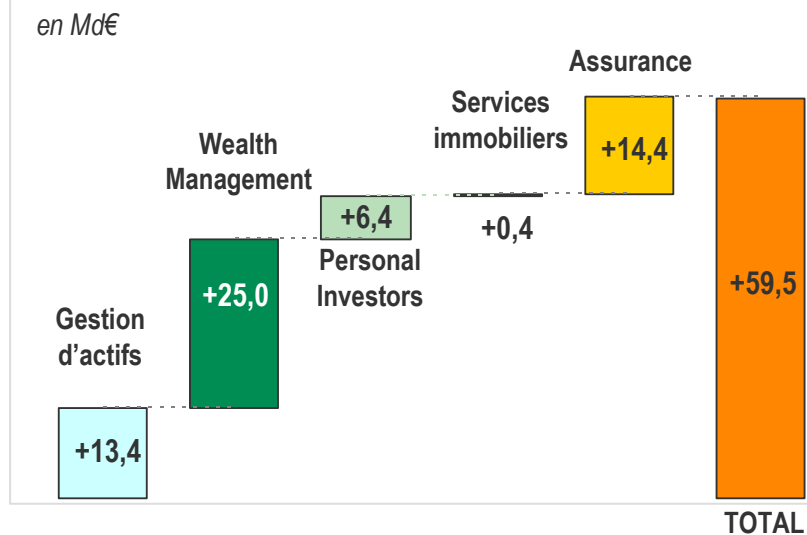 en Md€
Gestion
d’actifs
+13,4
Wealth
Management
+25,0
+6,4
Personal
Investors
Services
immobiliers
+0,4
Assurance
+14,4
+59,5
TOTAL